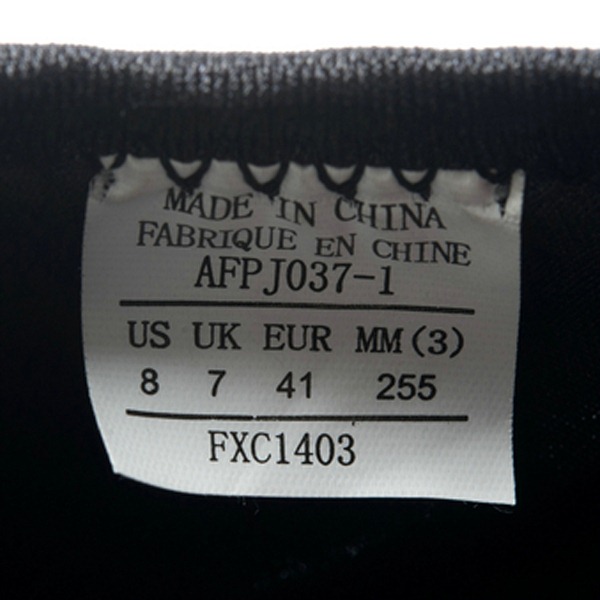 MADE IN CHINA
FABRIQUE EN CHINE
AFPJ037-1
US UK EUR MM(3)
8 7 41 255
FXC1403